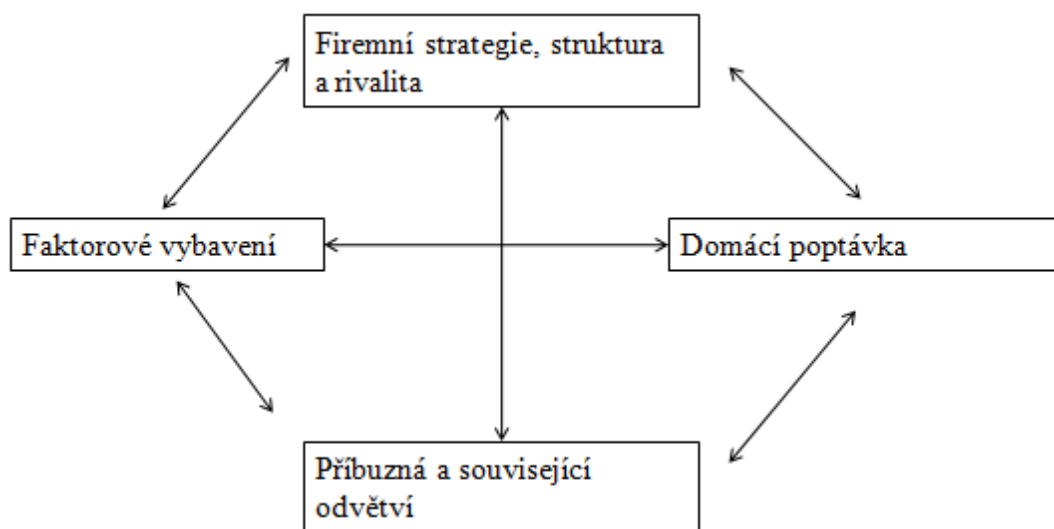 Firemní strategie, struktura
a rivalita
Faktorové vybavení
Domácí poptávka
Příbuzná a související
odvětví